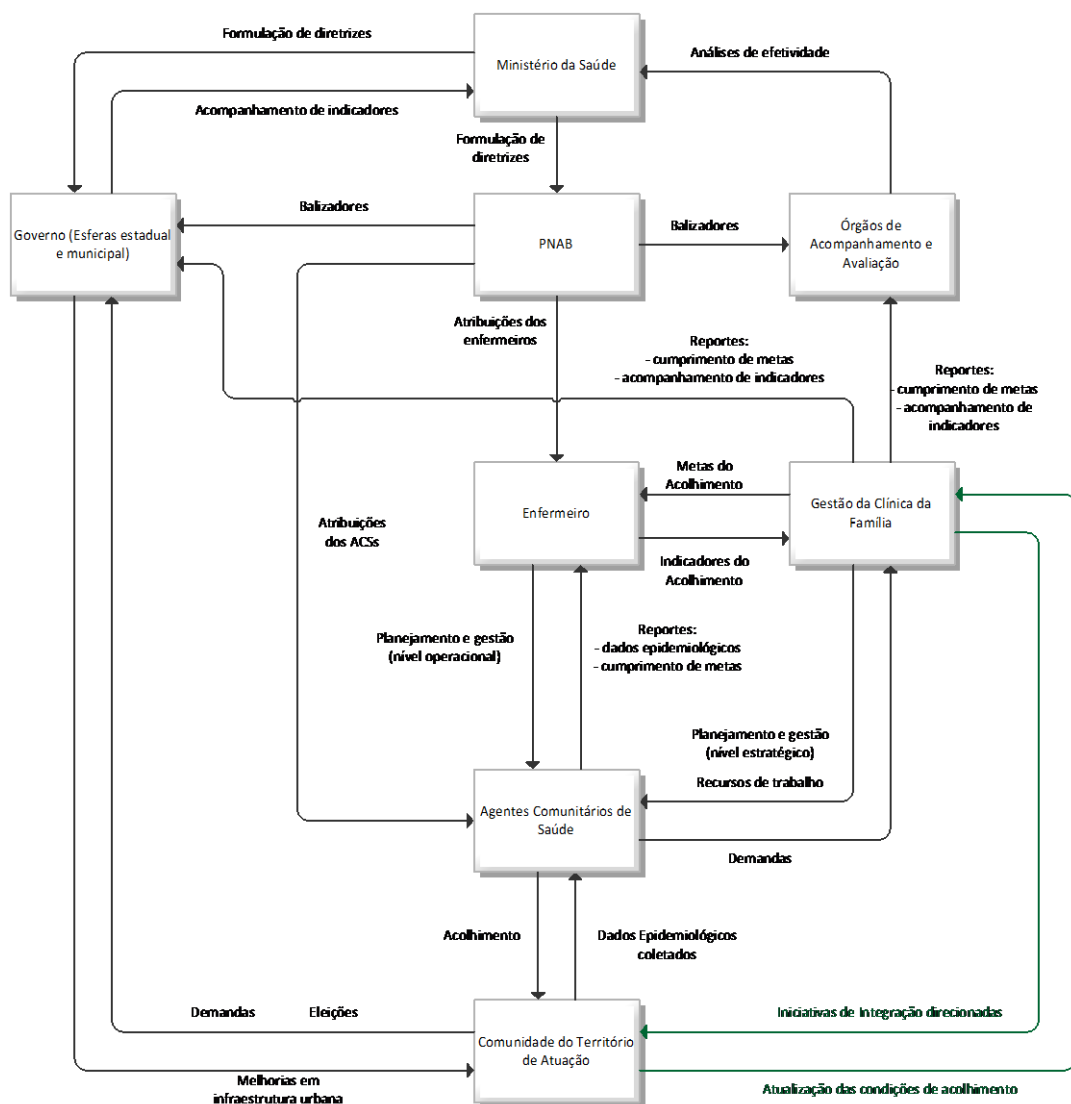 Formulação de diretrizes
Ministério da Saúde
Análises de efetividade
Acompanhamento de indicadores
Formulação de
diretrizes
Governo (Esferas estadual
e municipal)
Balizadores
PNAB
Balizadores
Órgãos de
Acompanhamento e
Avaliação
Atribuições dos
enfermeiros
Reportes:
- cumprimento de metas
- acompanhamento de indicadores
Reportes:
- cumprimento de metas
- acompanhamento de
indicadores
Atribuições
dos ACSs
Enfermeiro
Metas do
Acolhimento
Gestão da Clínica da
Família
Indicadores do
Acolhimento
Planejamento e gestão
(nível operacional)
Reportes:
- dados epidemiológicos
- cumprimento de metas
Planejamento e gestão
(nível estratégico)
Recursos de trabalho
Agentes Comunitários de
Saúde
Demandas
Acolhimento
Dados Epidemiológicos
coletados
Demandas
Eleições
Comunidade do Território
de Atuação
Iniciativas de Integração direcionadas
Melhorias em
infraestrutura urbana
Atualização das condições de acolhimento